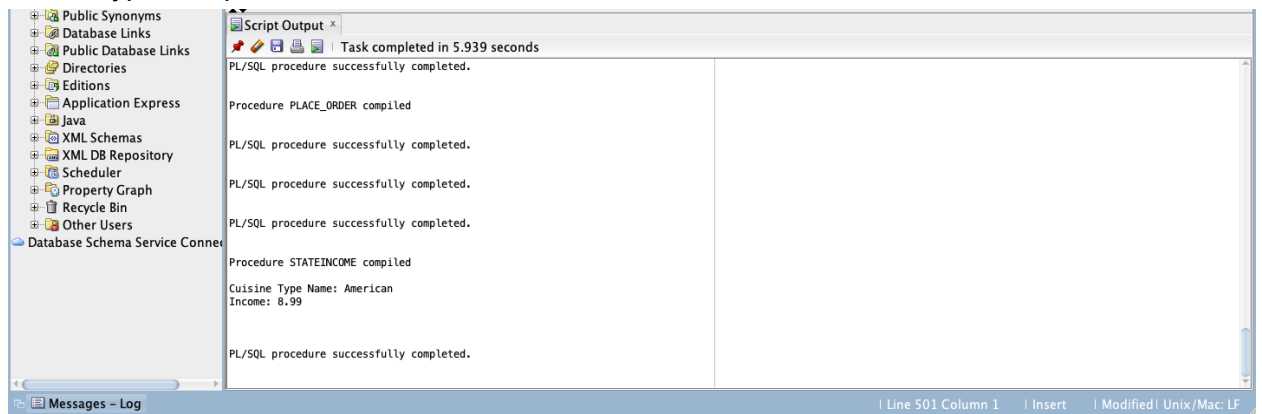 Public Synonyms
Database Links
Public Database Links
Directories
Editions
Application Express
Java
XML Schemas
XML DB Repository
Scheduler
Property Graph
Recycle Bin
Other Users
Database Schema Service Connec
Script Output ×
Task completed in 5.939 seconds
PL/SQL procedure successfully completed.
Procedure PLACE_ORDER compiled
PL/SQL procedure successfully completed.
PL/SQL procedure successfully completed.
PL/SQL procedure successfully completed.
Procedure STATEINCOME compiled
Cuisine Type Name: American
Income: 8.99
PL/SQL procedure successfully completed.
Messages - Log
| Line 501 Column 1 | Insert | Modified| Unix/Mac: LF